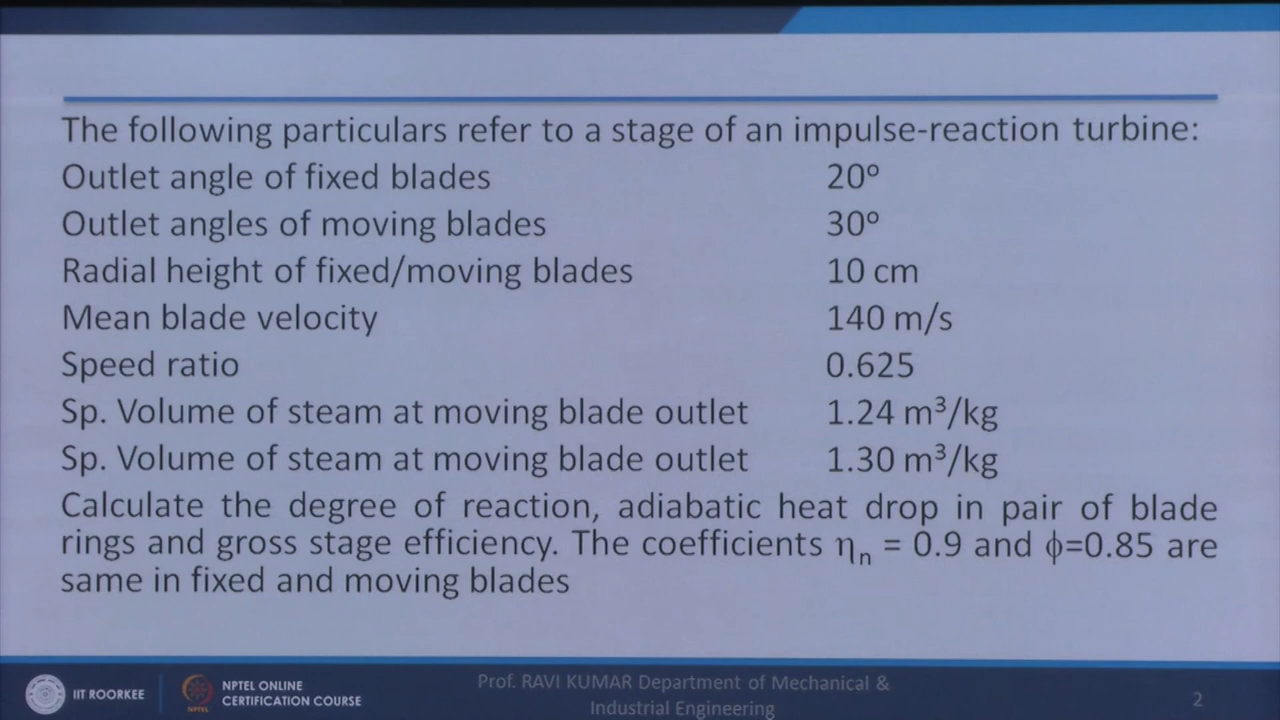 The following particulars refer to a stage of an impulse-reaction turbine:
Outlet angle of fixed blades 20º
Outlet angles of moving blades 30º
Radial height of fixed/moving blades 10 cm
Mean blade velocity 140 m/s
Speed ratio 0.625
Sp. Volume of steam at moving blade outlet 1.24 m³/kg
Sp. Volume of steam at moving blade outlet 1.30 m³/kg
Calculate the degree of reaction, adiabatic heat drop in pair of blade
rings and gross stage efficiency. The coefficients ηn = 0.9 and ϕ=0.85 are
same in fixed and moving blades
IIT ROORKEE
NPTEL
NPTEL ONLINE
CERTIFICATION COURSE
Prof. RAVI KUMAR Department of Mechanical &
Industrial Engineering
2